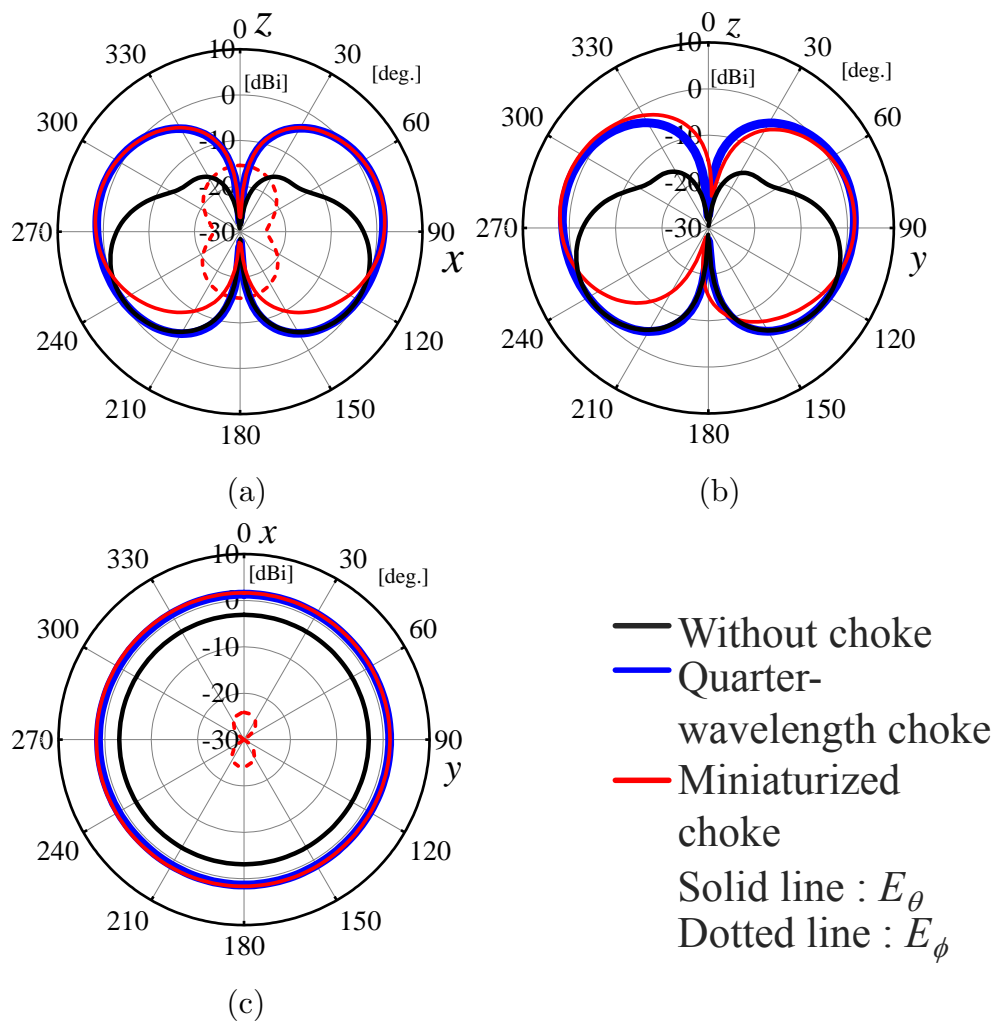 0 z
10
330
30
[dBi]
[deg.]
300
0
60
-10
-20
270
-30
90
x
240
120
210
150
180
(a)
0 z
10
330
30
[dBi]
[deg.]
300
0
60
-10
-20
270
-30
90
y
240
120
210
150
180
(b)
0 x
10
330
30
[dBi]
[deg.]
300
0
60
-10
-20
270
-30
90
y
240
120
210
150
180
(c)
Without choke
Quarter-
wavelength choke
Miniaturized
choke
Solid line : E_θ
Dotted line : E_ϕ